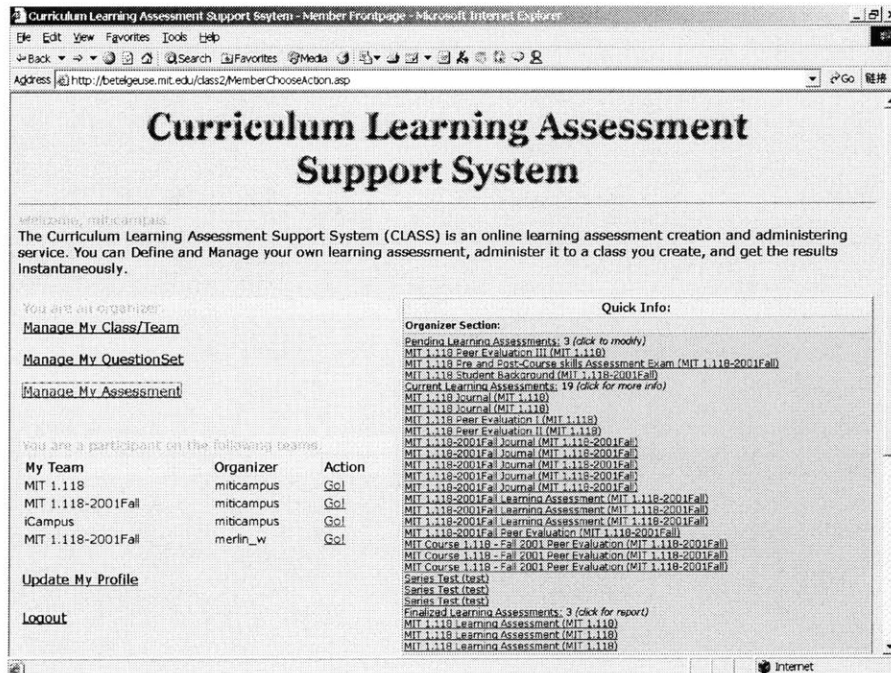 Curriculum Learning Assessment Support Ssytem - Member Frontpage - Microsoft Internet Explorer
File Edit View Favorites Tools Help
Back Search Favorites Media
Address http://betelgeuse.mit.edu/class2/MemberChooseAction.asp Go 链接
Curriculum Learning Assessment
Support System
Welcome, miticampus.
The Curriculum Learning Assessment Support System (CLASS) is an online learning assessment creation and administering
service. You can Define and Manage your own learning assessment, administer it to a class you create, and get the results
instantaneously.
You are an organizer.
Manage My Class/Team
Manage My QuestionSet
Manage My Assessment
You are a participant on the following teams.
My Team Organizer Action
MIT 1.118 miticampus Go!
MIT 1.118-2001Fall miticampus Go!
iCampus miticampus Go!
MIT 1.118-2001Fall merlin_w Go!
Update My Profile
Logout
Quick Info:
Organizer Section:
Pending Learning Assessments: 3 (click to modify)
MIT 1.118 Peer Evaluation III (MIT 1.118)
MIT 1.118 Pre and Post-Course skills Assessment Exam (MIT 1.118-2001Fall)
MIT 1.118 Student Background (MIT 1.118-2001Fall)
Current Learning Assessments: 19 (click for more info)
MIT 1.118 Journal (MIT 1.118)
MIT 1.118 Journal (MIT 1.118)
MIT 1.118 Peer Evaluation I (MIT 1.118)
MIT 1.118 Peer Evaluation II (MIT 1.118)
MIT 1.118-2001Fall Journal (MIT 1.118-2001Fall)
MIT 1.118-2001Fall Journal (MIT 1.118-2001Fall)
MIT 1.118-2001Fall Journal (MIT 1.118-2001Fall)
MIT 1.118-2001Fall Journal (MIT 1.118-2001Fall)
MIT 1.118-2001Fall Journal (MIT 1.118-2001Fall)
MIT 1.118-2001Fall Learning Assessment (MIT 1.118-2001Fall)
MIT 1.118-2001Fall Learning Assessment (MIT 1.118-2001Fall)
MIT 1.118-2001Fall Learning Assessment (MIT 1.118-2001Fall)
MIT 1.118-2001Fall Peer Evaluation (MIT 1.118-2001Fall)
MIT Course 1.118 - Fall 2001 Peer Evaluation (MIT 1.118-2001Fall)
MIT Course 1.118 - Fall 2001 Peer Evaluation (MIT 1.118-2001Fall)
MIT Course 1.118 - Fall 2001 Peer Evaluation (MIT 1.118-2001Fall)
Series Test (test)
Series Test (test)
Series Test (test)
Finalized Learning Assessments: 3 (click for report)
MIT 1.118 Learning Assessment (MIT 1.118)
MIT 1.118 Learning Assessment (MIT 1.118)
MIT 1.118 Learning Assessment (MIT 1.118)
Internet